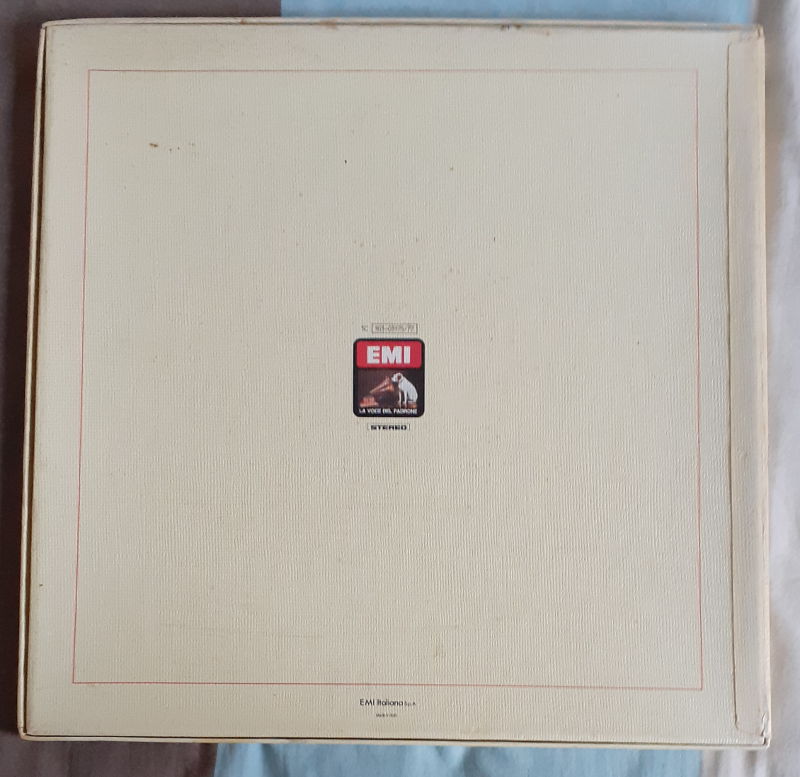 EMI
LA VOCE DEL PADRONE
STEREO
EMI Italiana S.p.A.